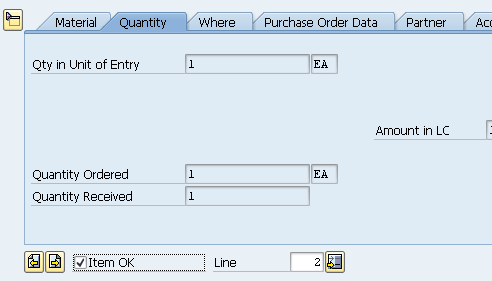 Material Quantity Where Purchase Order Data Partner
Qty in Unit of Entry 1 EA
Amount in LC
Quantity Ordered 1 EA
Quantity Received 1
Item OK Line 2